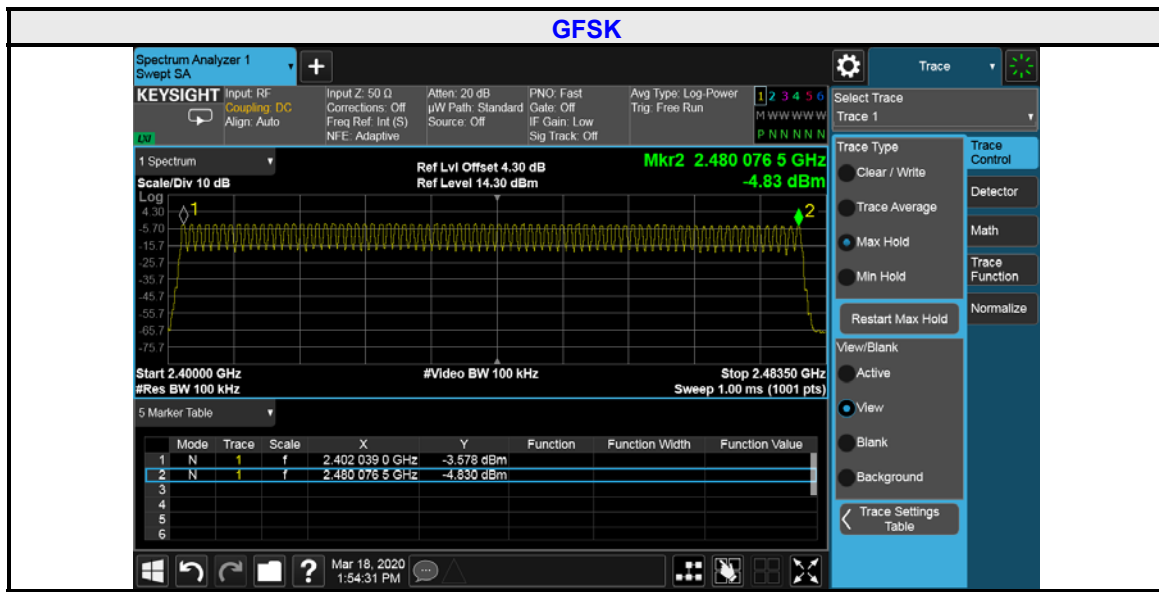 GFSK
Spectrum Analyzer 1
Swept SA
+
Trace
KEYSIGHT
LXI
Input: RF
Coupling: DC
Align: Auto
Input Z: 50 Ω
Corrections: Off
Freq Ref: Int (S)
NFE: Adaptive
Atten: 20 dB
µW Path: Standard
Source: Off
PNO: Fast
Gate: Off
IF Gain: Low
Sig Track: Off
Avg Type: Log-Power
Trig: Free Run
1 2 3 4 5 6
M W W W W W
P N N N N N
Select Trace
Trace 1
1 Spectrum
Scale/Div 10 dB
Ref Lvl Offset 4.30 dB
Ref Level 14.30 dBm
Mkr2 2.480 076 5 GHz
-4.83 dBm
Log
4.30
-5.70
-15.7
-25.7
-35.7
-45.7
-55.7
-65.7
-75.7
1
2
Start 2.40000 GHz
#Res BW 100 kHz
#Video BW 100 kHz
Stop 2.48350 GHz
Sweep 1.00 ms (1001 pts)
5 Marker Table
Mode Trace Scale X Y Function Function Width Function Value
1 N 1 f 2.402 039 0 GHz -3.578 dBm
2 N 1 f 2.480 076 5 GHz -4.830 dBm
3
4
5
6
Trace Type
Clear / Write
Trace Average
Max Hold
Min Hold
Restart Max Hold
View/Blank
Active
View
Blank
Background
Trace Settings
Table
Trace
Control
Detector
Math
Trace
Function
Normalize
?
Mar 18, 2020
1:54:31 PM